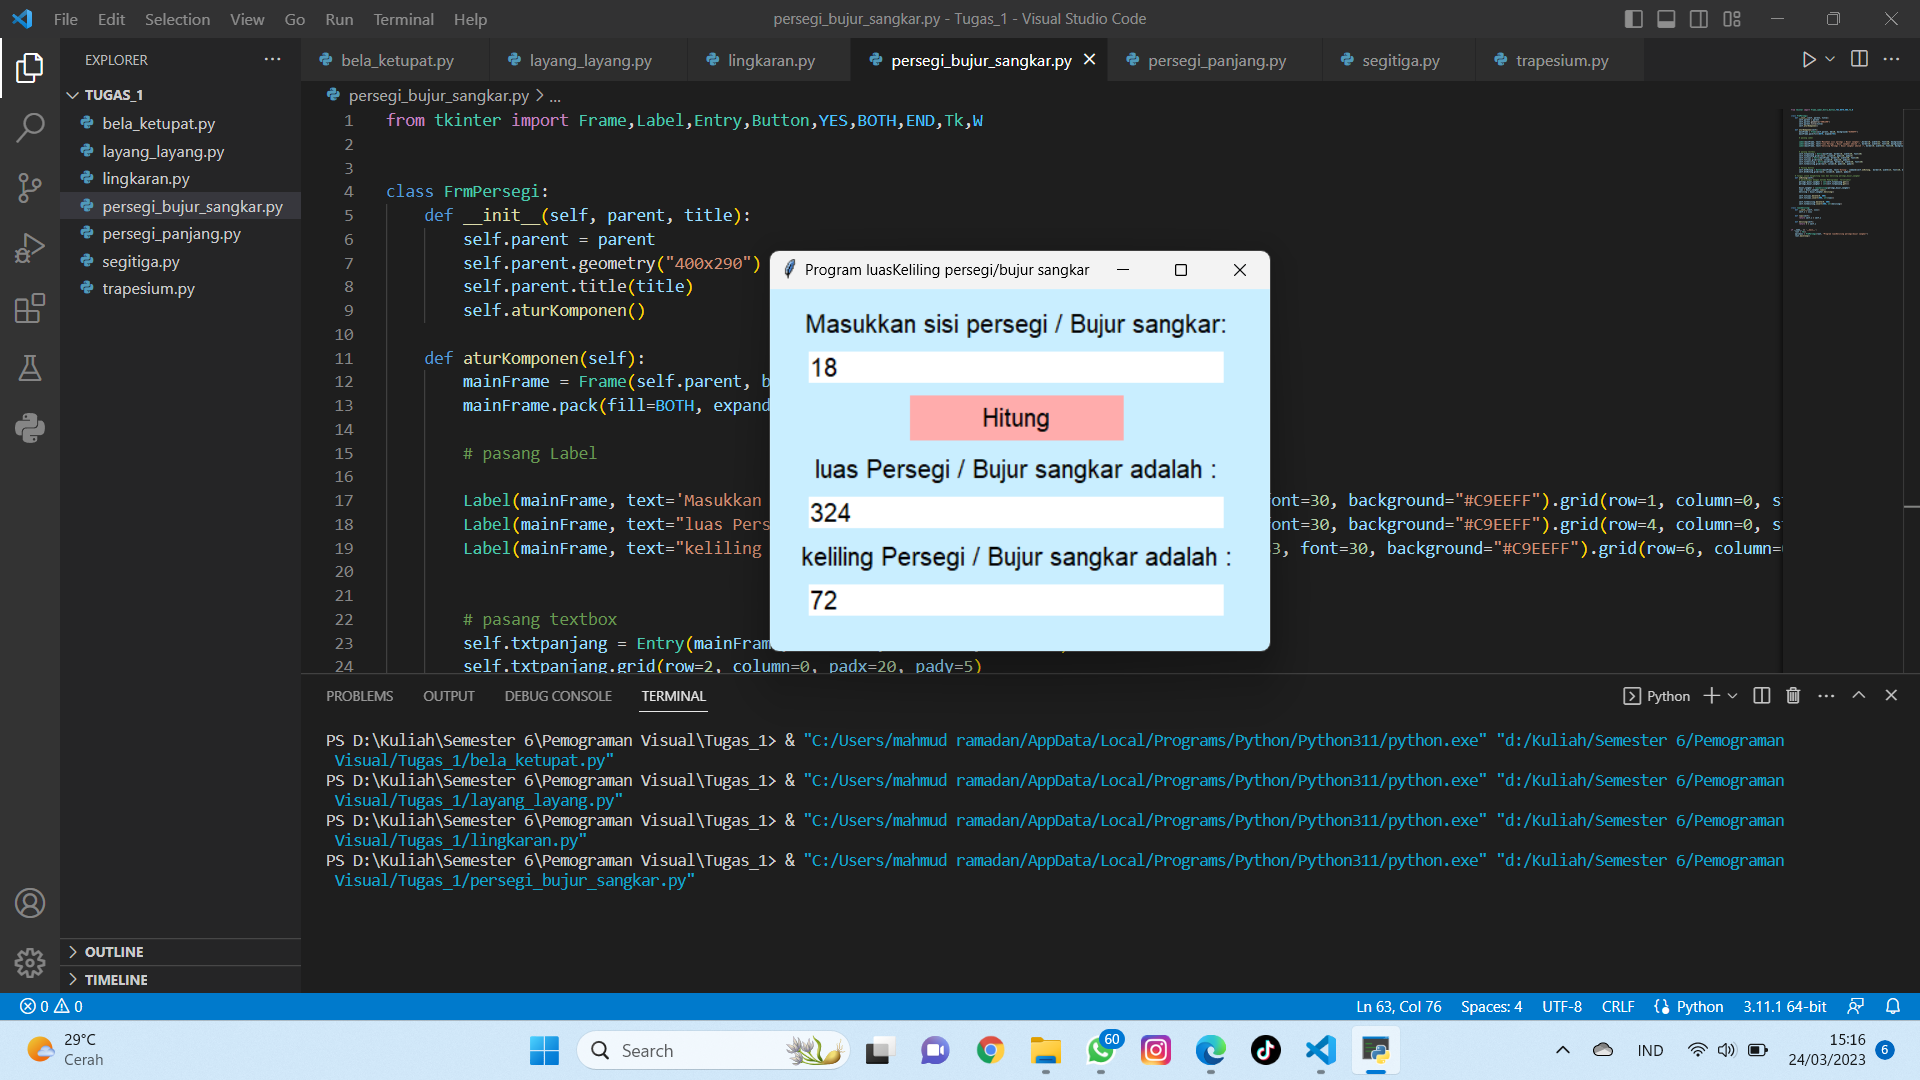 File Edit Selection View Go Run Terminal Help
persegi_bujur_sangkar.py - Tugas_1 - Visual Studio Code
EXPLORER
TUGAS_1
bela_ketupat.py
layang_layang.py
lingkaran.py
persegi_bujur_sangkar.py
persegi_panjang.py
segitiga.py
trapesium.py
OUTLINE
TIMELINE
bela_ketupat.py layang_layang.py lingkaran.py persegi_bujur_sangkar.py persegi_panjang.py segitiga.py trapesium.py
persegi_bujur_sangkar.py > ...
1 from tkinter import Frame,Label,Entry,Button,YES,BOTH,END,Tk,W
2
3
4 class FrmPersegi:
5 def __init__(self, parent, title):
6 self.parent = parent
7 self.parent.geometry("400x290")
8 self.parent.title(title)
9 self.aturKomponen()
10
11 def aturKomponen(self):
12 mainFrame = Frame(self.parent, b
13 mainFrame.pack(fill=BOTH, expand
14
15 # pasang Label
16
17 Label(mainFrame, text='Masukkan font=30, background="#C9EEFF").grid(row=1, column=0, s
18 Label(mainFrame, text="luas Pers ont=30, background="#C9EEFF").grid(row=4, column=0, s
19 Label(mainFrame, text="keliling 3, font=30, background="#C9EEFF").grid(row=6, column=
20
21
22 # pasang textbox
23 self.txtpanjang = Entry(mainFram
24 self.txtpanjang.grid(row=2, column=0, padx=20, pady=5)
Program luasKeliling persegi/bujur sangkar
Masukkan sisi persegi / Bujur sangkar:
18
Hitung
luas Persegi / Bujur sangkar adalah :
324
keliling Persegi / Bujur sangkar adalah :
72
PROBLEMS OUTPUT DEBUG CONSOLE TERMINAL
Python
PS D:\Kuliah\Semester 6\Pemograman Visual\Tugas_1> & "C:/Users/mahmud ramadan/AppData/Local/Programs/Python/Python311/python.exe" "d:/Kuliah/Semester 6/Pemograman
Visual/Tugas_1/bela_ketupat.py"
PS D:\Kuliah\Semester 6\Pemograman Visual\Tugas_1> & "C:/Users/mahmud ramadan/AppData/Local/Programs/Python/Python311/python.exe" "d:/Kuliah/Semester 6/Pemograman
Visual/Tugas_1/layang_layang.py"
PS D:\Kuliah\Semester 6\Pemograman Visual\Tugas_1> & "C:/Users/mahmud ramadan/AppData/Local/Programs/Python/Python311/python.exe" "d:/Kuliah/Semester 6/Pemograman
Visual/Tugas_1/lingkaran.py"
PS D:\Kuliah\Semester 6\Pemograman Visual\Tugas_1> & "C:/Users/mahmud ramadan/AppData/Local/Programs/Python/Python311/python.exe" "d:/Kuliah/Semester 6/Pemograman
Visual/Tugas_1/persegi_bujur_sangkar.py"
0 0
Ln 63, Col 76 Spaces: 4 UTF-8 CRLF Python 3.11.1 64-bit
29°C
Cerah
Search
60
IND
15:16
24/03/2023
6